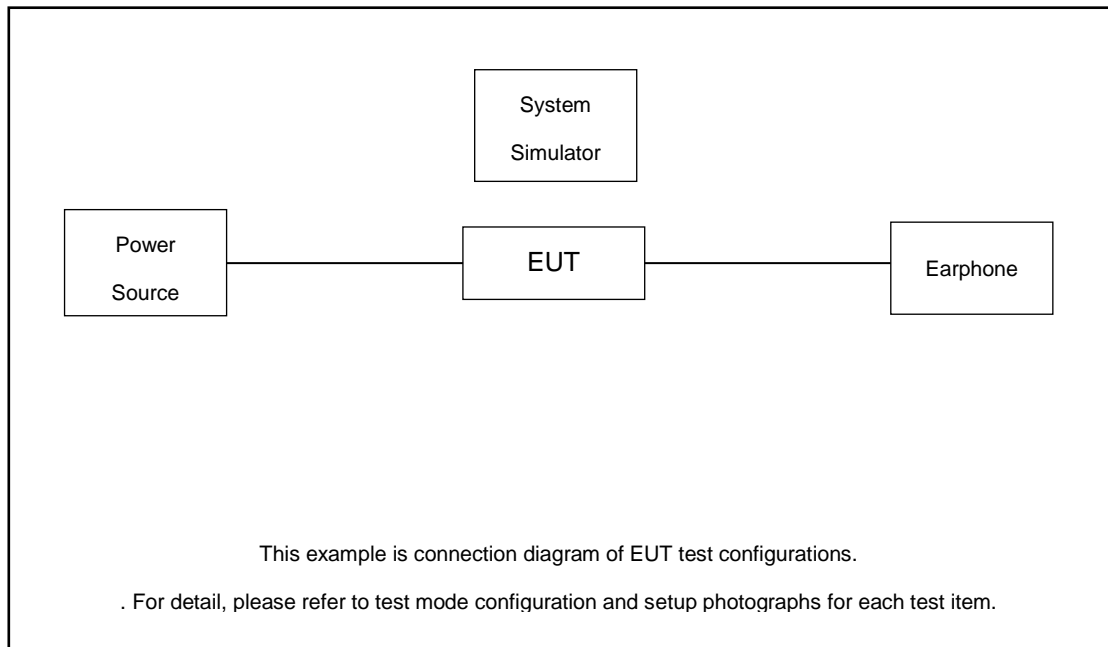 System
Simulator
Power
Source
EUT
Earphone
This example is connection diagram of EUT test configurations.
. For detail, please refer to test mode configuration and setup photographs for each test item.